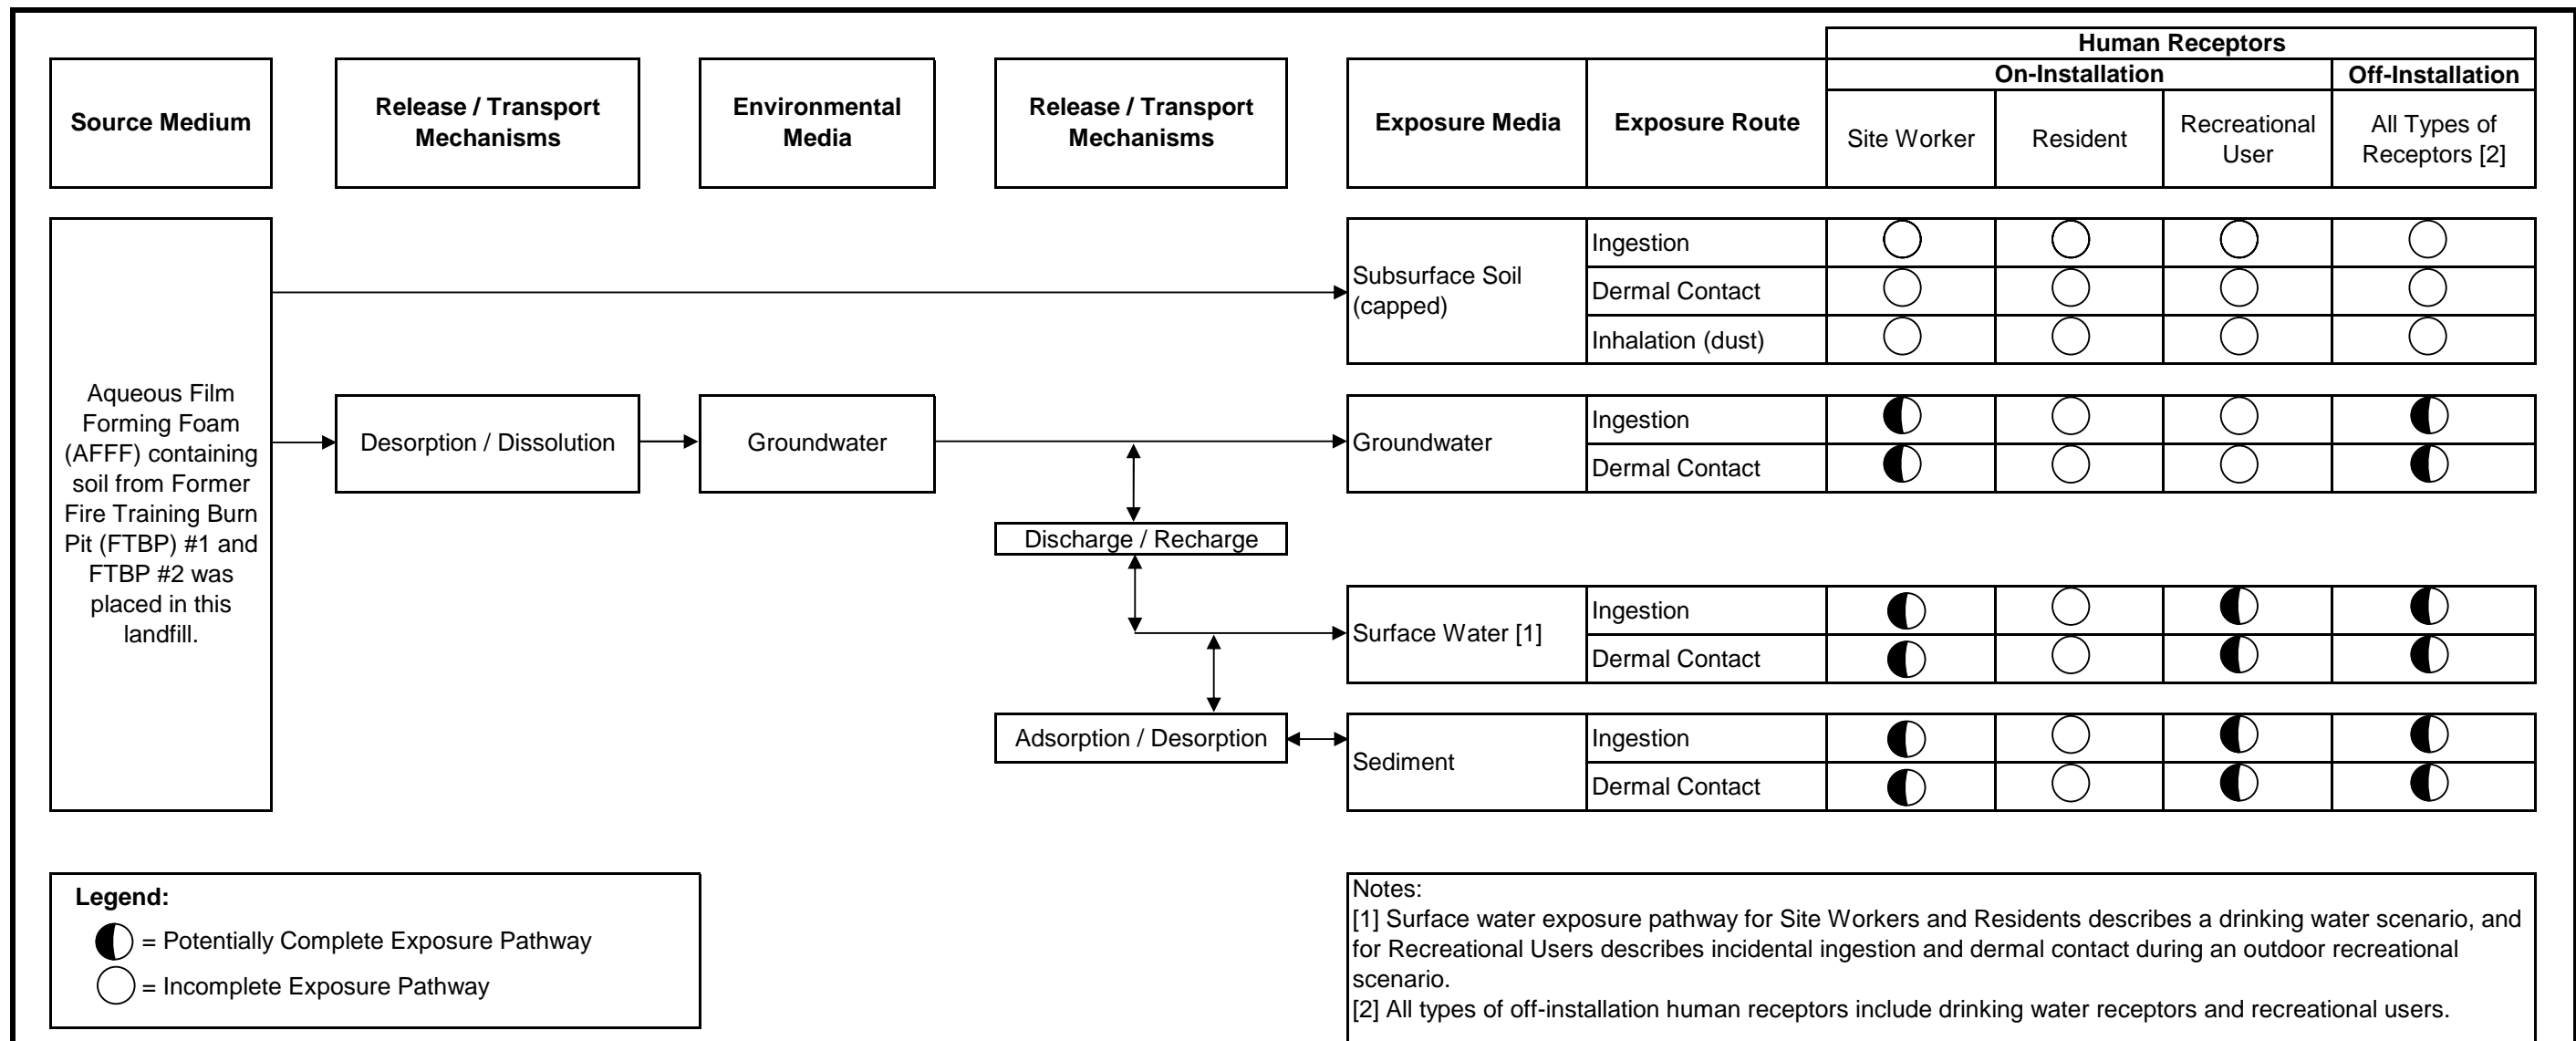 Human Receptors
On-Installation
Off-Installation
Source Medium
Release / Transport
Mechanisms
Environmental
Media
Release / Transport
Mechanisms
Exposure Media
Exposure Route
Site Worker
Resident
Recreational
User
All Types of
Receptors [2]
Aqueous Film
Forming Foam
(AFFF) containing
soil from Former
Fire Training Burn
Pit (FTBP) #1 and
FTBP #2 was
placed in this
landfill.
Subsurface Soil
(capped)
Ingestion
Dermal Contact
Inhalation (dust)
Desorption / Dissolution
Groundwater
Groundwater
Ingestion
Dermal Contact
Discharge / Recharge
Surface Water [1]
Ingestion
Dermal Contact
Adsorption / Desorption
Sediment
Ingestion
Dermal Contact
Legend:
= Potentially Complete Exposure Pathway
= Incomplete Exposure Pathway
Notes:
[1] Surface water exposure pathway for Site Workers and Residents describes a drinking water scenario, and
for Recreational Users describes incidental ingestion and dermal contact during an outdoor recreational
scenario.
[2] All types of off-installation human receptors include drinking water receptors and recreational users.